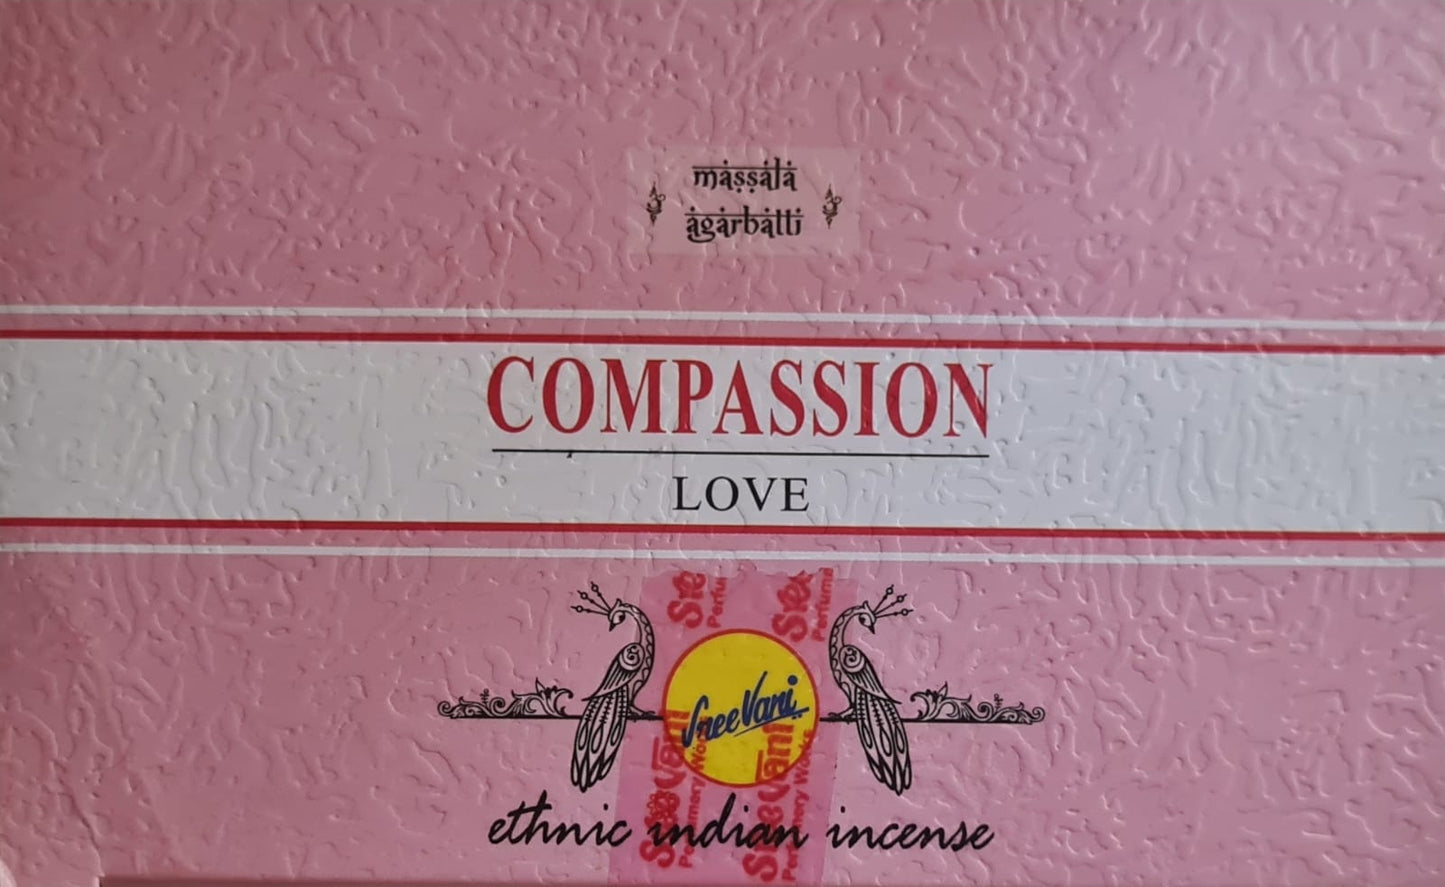 massala
agarbatti
COMPASSION
LOVE
SreeVani
ethnic indian incense